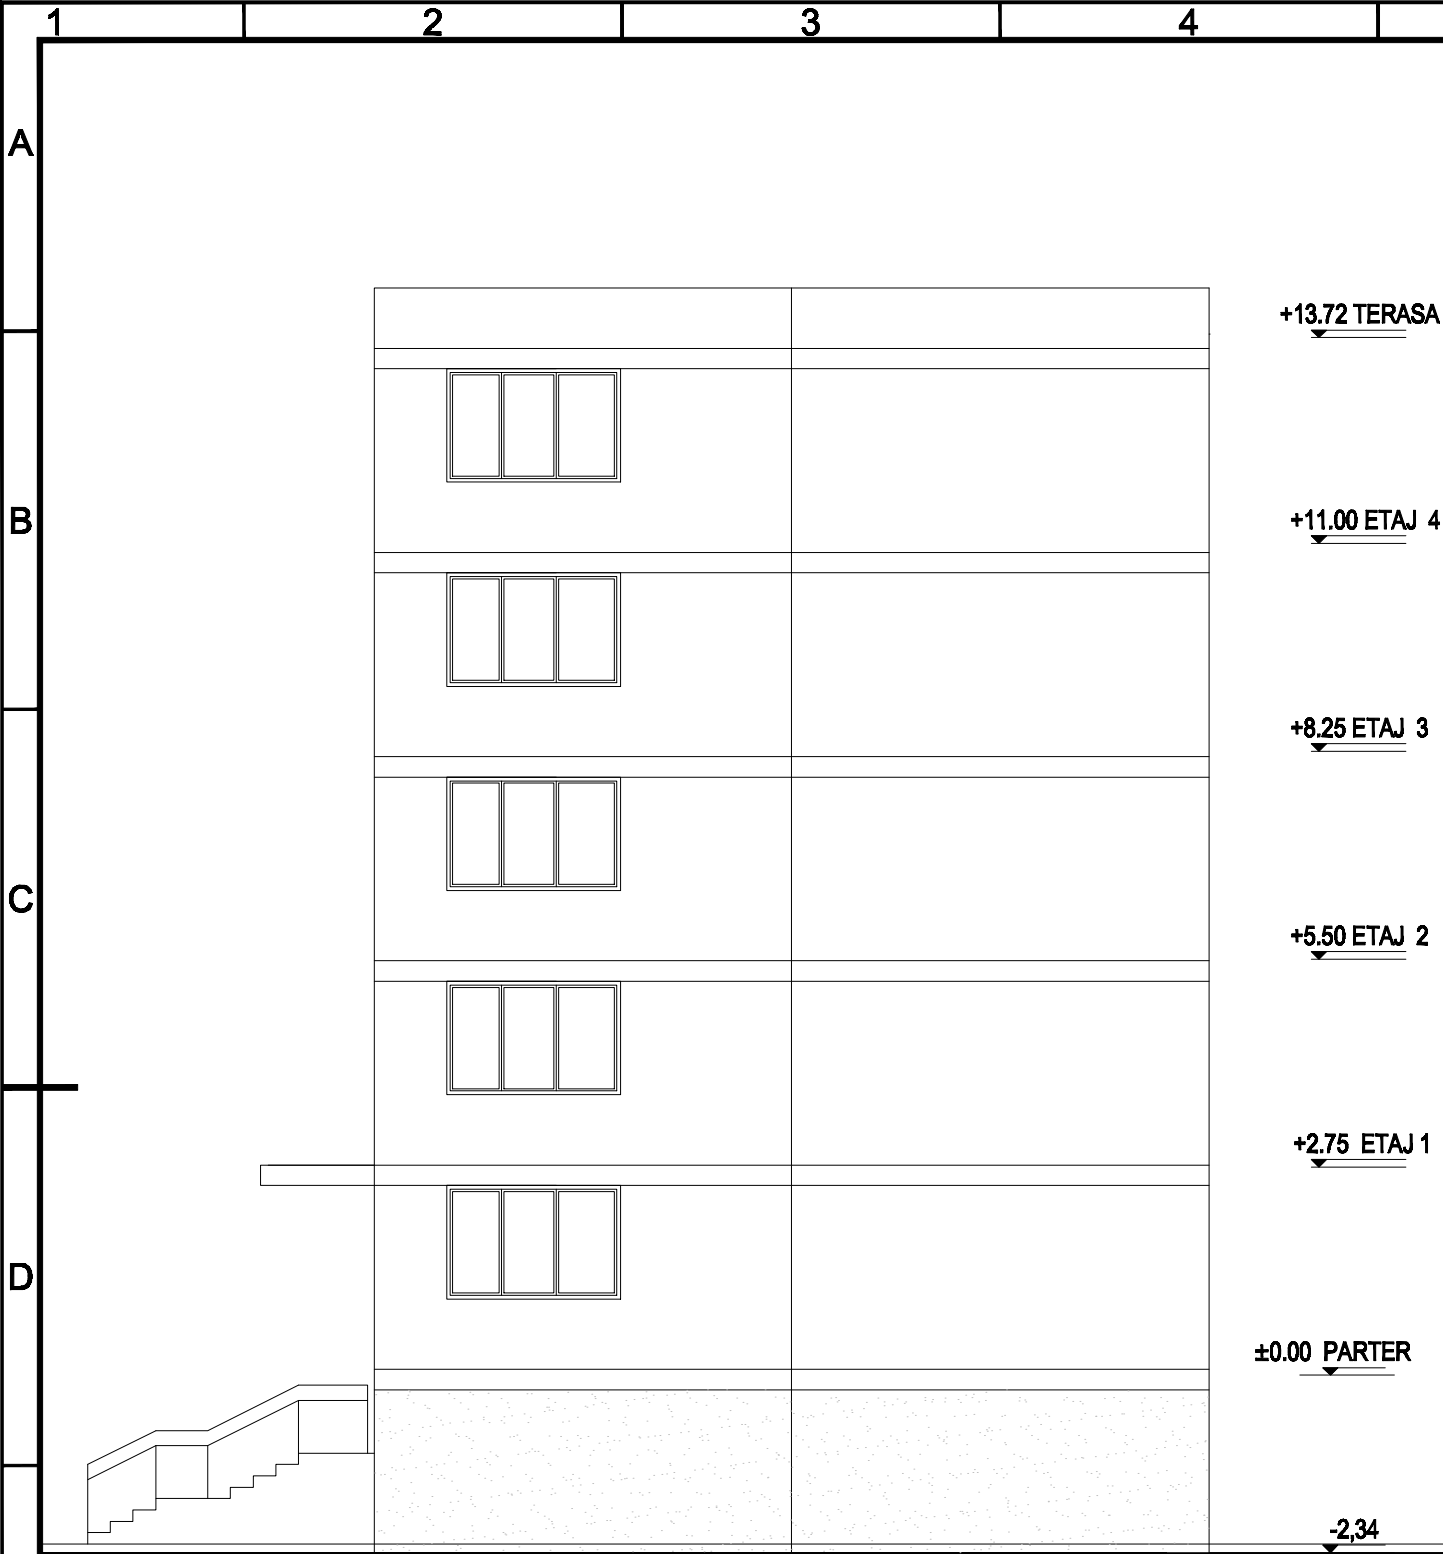 1 2 3 4
A
+13.72 TERASA
B
+11.00 ETAJ 4
+8.25 ETAJ 3
C
+5.50 ETAJ 2
+2.75 ETAJ 1
D
±0.00 PARTER
-2,34